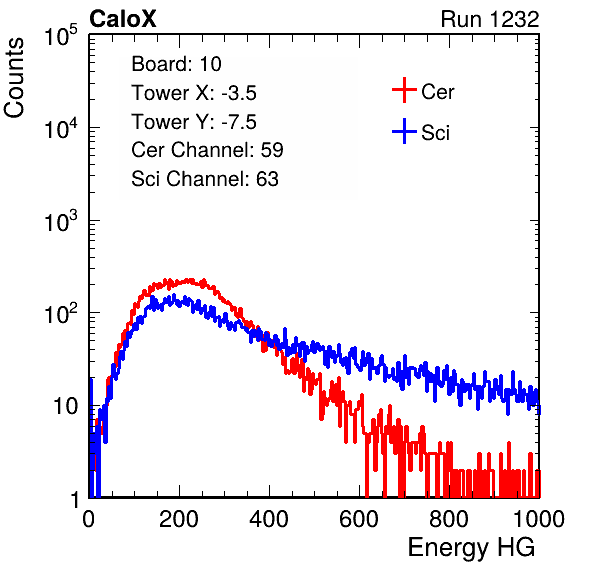 CaloX Run 1232
Counts
10^5
10^4
10^3
10^2
10
1
Board: 10
Tower X: -3.5
Tower Y: -7.5
Cer Channel: 59
Sci Channel: 63
Cer
Sci
0 200 400 600 800 1000
Energy HG